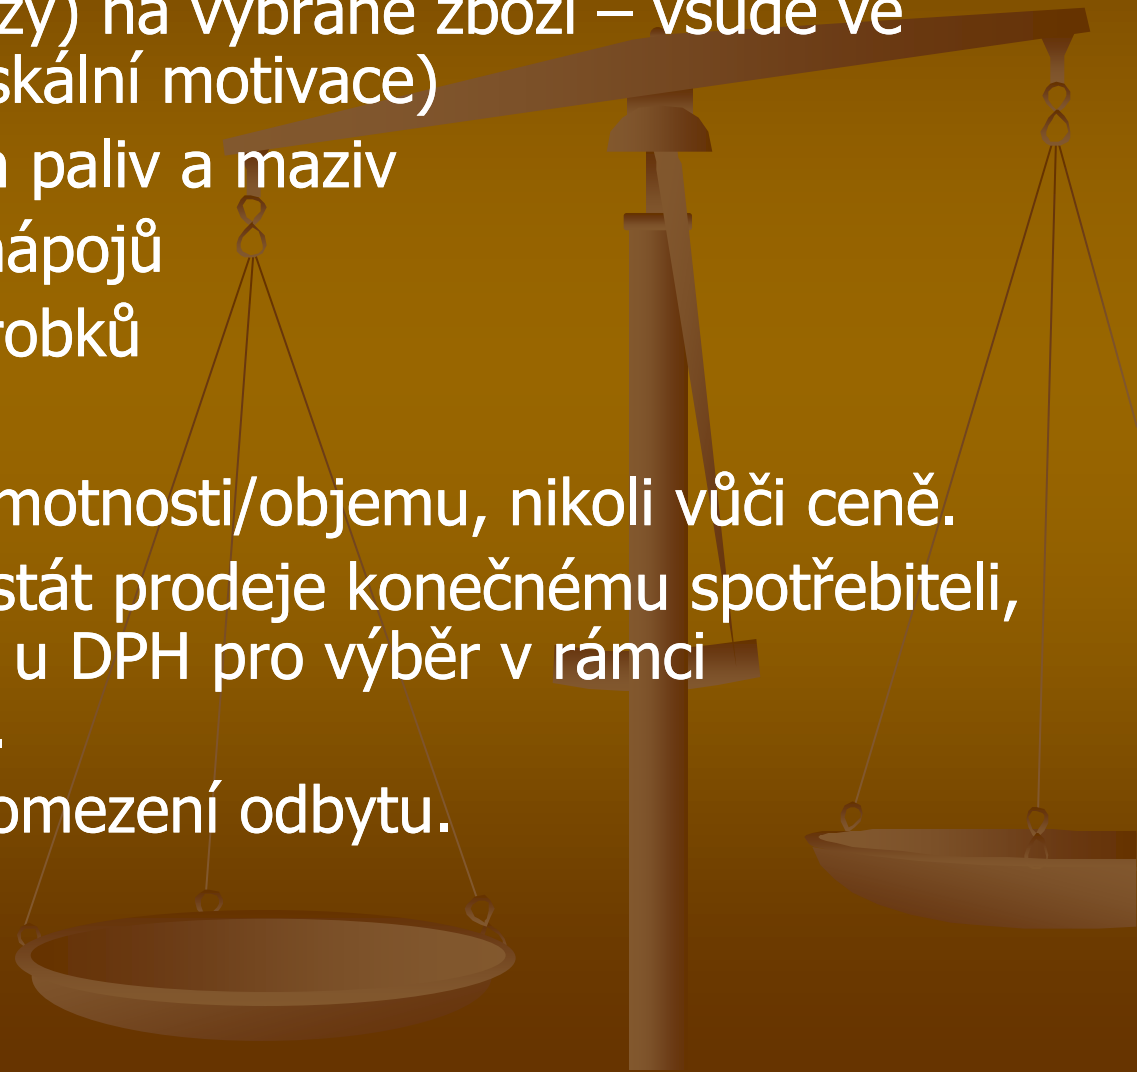 zy) na vybrané zboží – všude ve
skální motivace)
paliv a maziv
nápojů
robků
motnosti/objemu, nikoli vůči ceně.
stát prodeje konečnému spotřebiteli,
u DPH pro výběr v rámci
.
omezení odbytu.